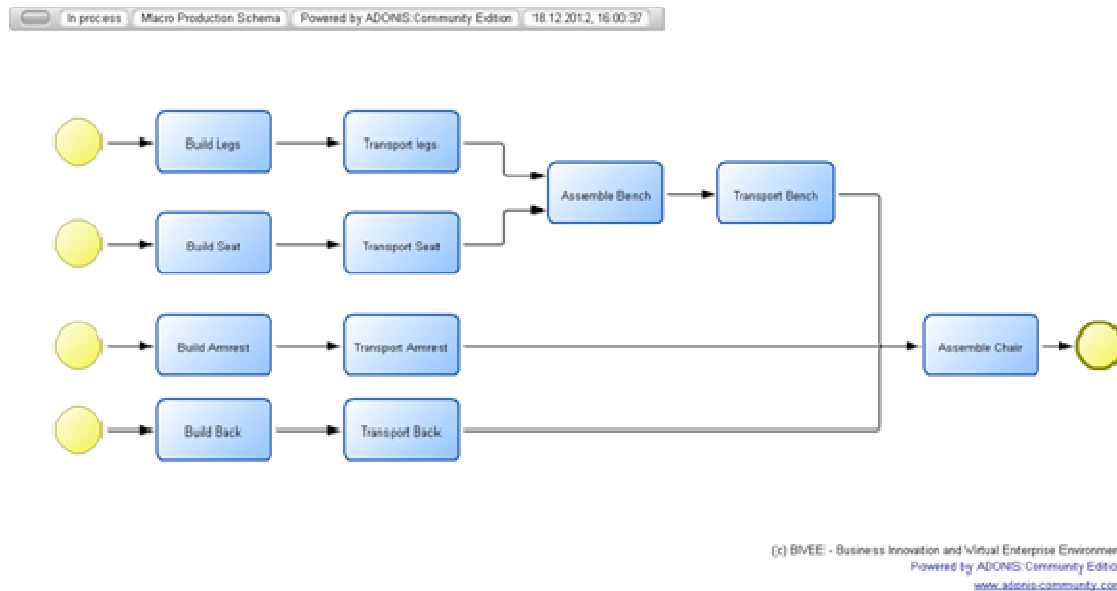 In process Macro Production Schema Powered by ADONIS:Community Edition 18.12.2012, 16:00:37
Build Legs
Transport legs
Assemble Bench
Transport Bench
Build Seat
Transport Seat
Build Armrest
Transport Armrest
Assemble Chair
Build Back
Transport Back
(c) BIVEE - Business Innovation and Virtual Enterprise Environmen
Powered by ADONIS:Community Editio
www.adonis-community.con